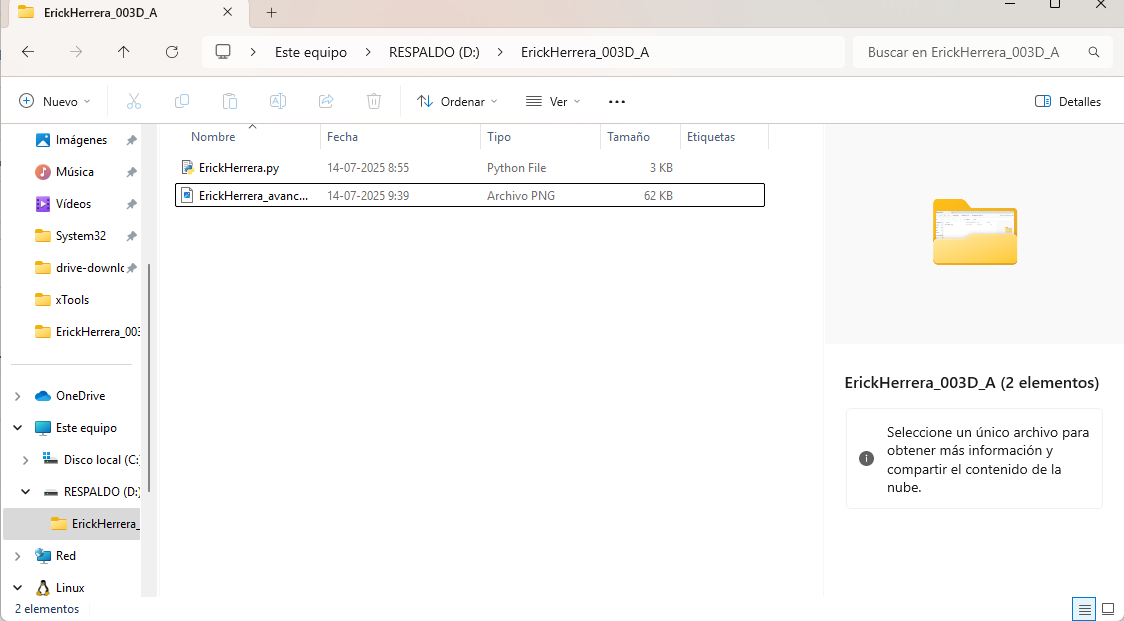 ErickHerrera_003D_A
Este equipo
RESPALDO (D:)
ErickHerrera_003D_A
Buscar en ErickHerrera_003D_A
Nuevo
Ordenar
Ver
Detalles
Imágenes
Música
Vídeos
System32
drive-downlo
xTools
ErickHerrera_003
OneDrive
Este equipo
Disco local (C:
RESPALDO (D:)
ErickHerrera_
Red
Linux
Nombre Fecha Tipo Tamaño Etiquetas
ErickHerrera.py 14-07-2025 8:55 Python File 3 KB
ErickHerrera_avanc... 14-07-2025 9:39 Archivo PNG 62 KB
ErickHerrera_003D_A (2 elementos)
Seleccione un único archivo para
obtener más información y
compartir el contenido de la
nube.
2 elementos